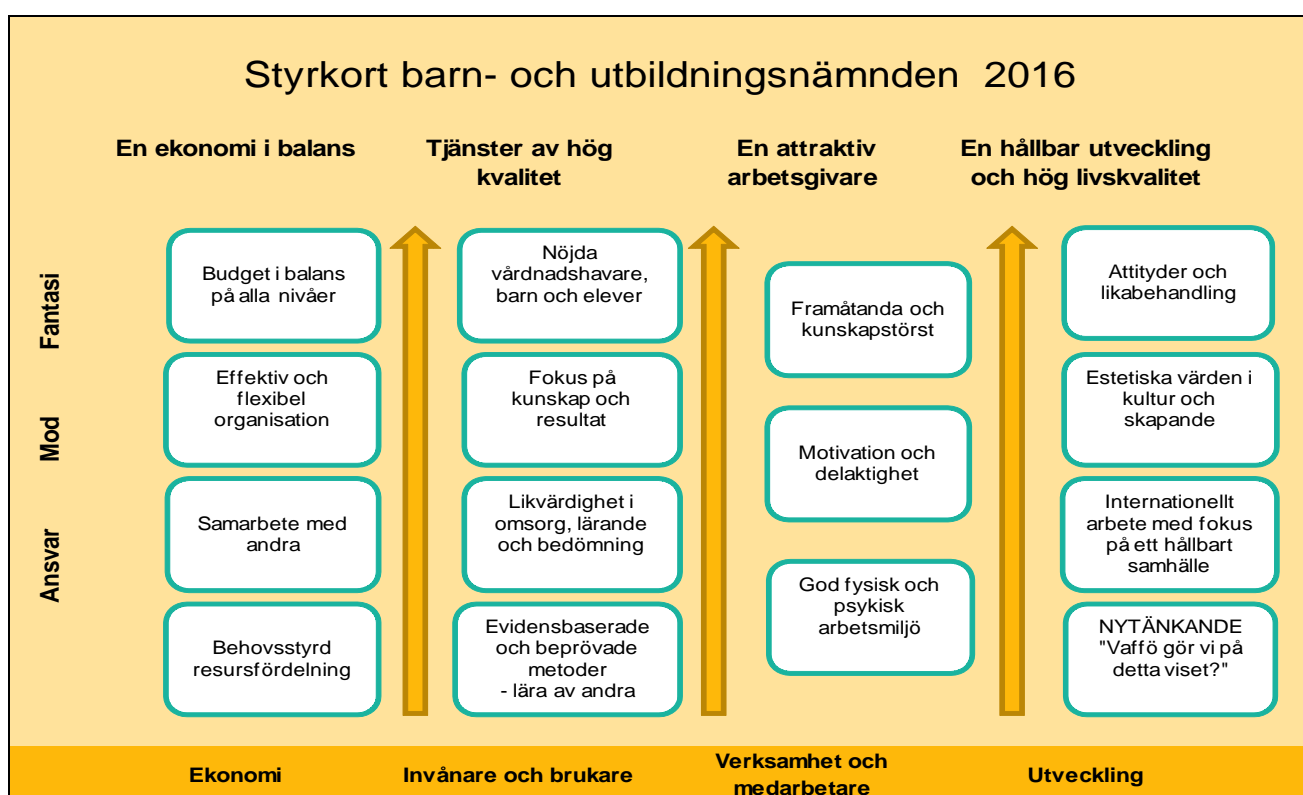 Styrkort barn- och utbildningsnämnden 2016
En ekonomi i balans
Tjänster av hög
kvalitet
En attraktiv
arbetsgivare
En hållbar utveckling
och hög livskvalitet
Fantasi
Mod
Ansvar
Budget i balans
på alla nivåer
Effektiv och
flexibel
organisation
Samarbete med
andra
Behovsstyrd
resursfördelning
Nöjda
vårdnadshavare,
barn och elever
Fokus på
kunskap och
resultat
Likvärdighet i
omsorg, lärande
och bedömning
Evidensbaserade
och beprövade
metoder
- lära av andra
Framåtanda och
kunskapstörst
Motivation och
delaktighet
God fysisk och
psykisk
arbetsmiljö
Attityder och
likabehandling
Estetiska värden i
kultur och
skapande
Internationellt
arbete med fokus
på ett hållbart
samhälle
NYTÄNKANDE
"Vaffö gör vi på
detta viset?"
Ekonomi
Invånare och brukare
Verksamhet och
medarbetare
Utveckling